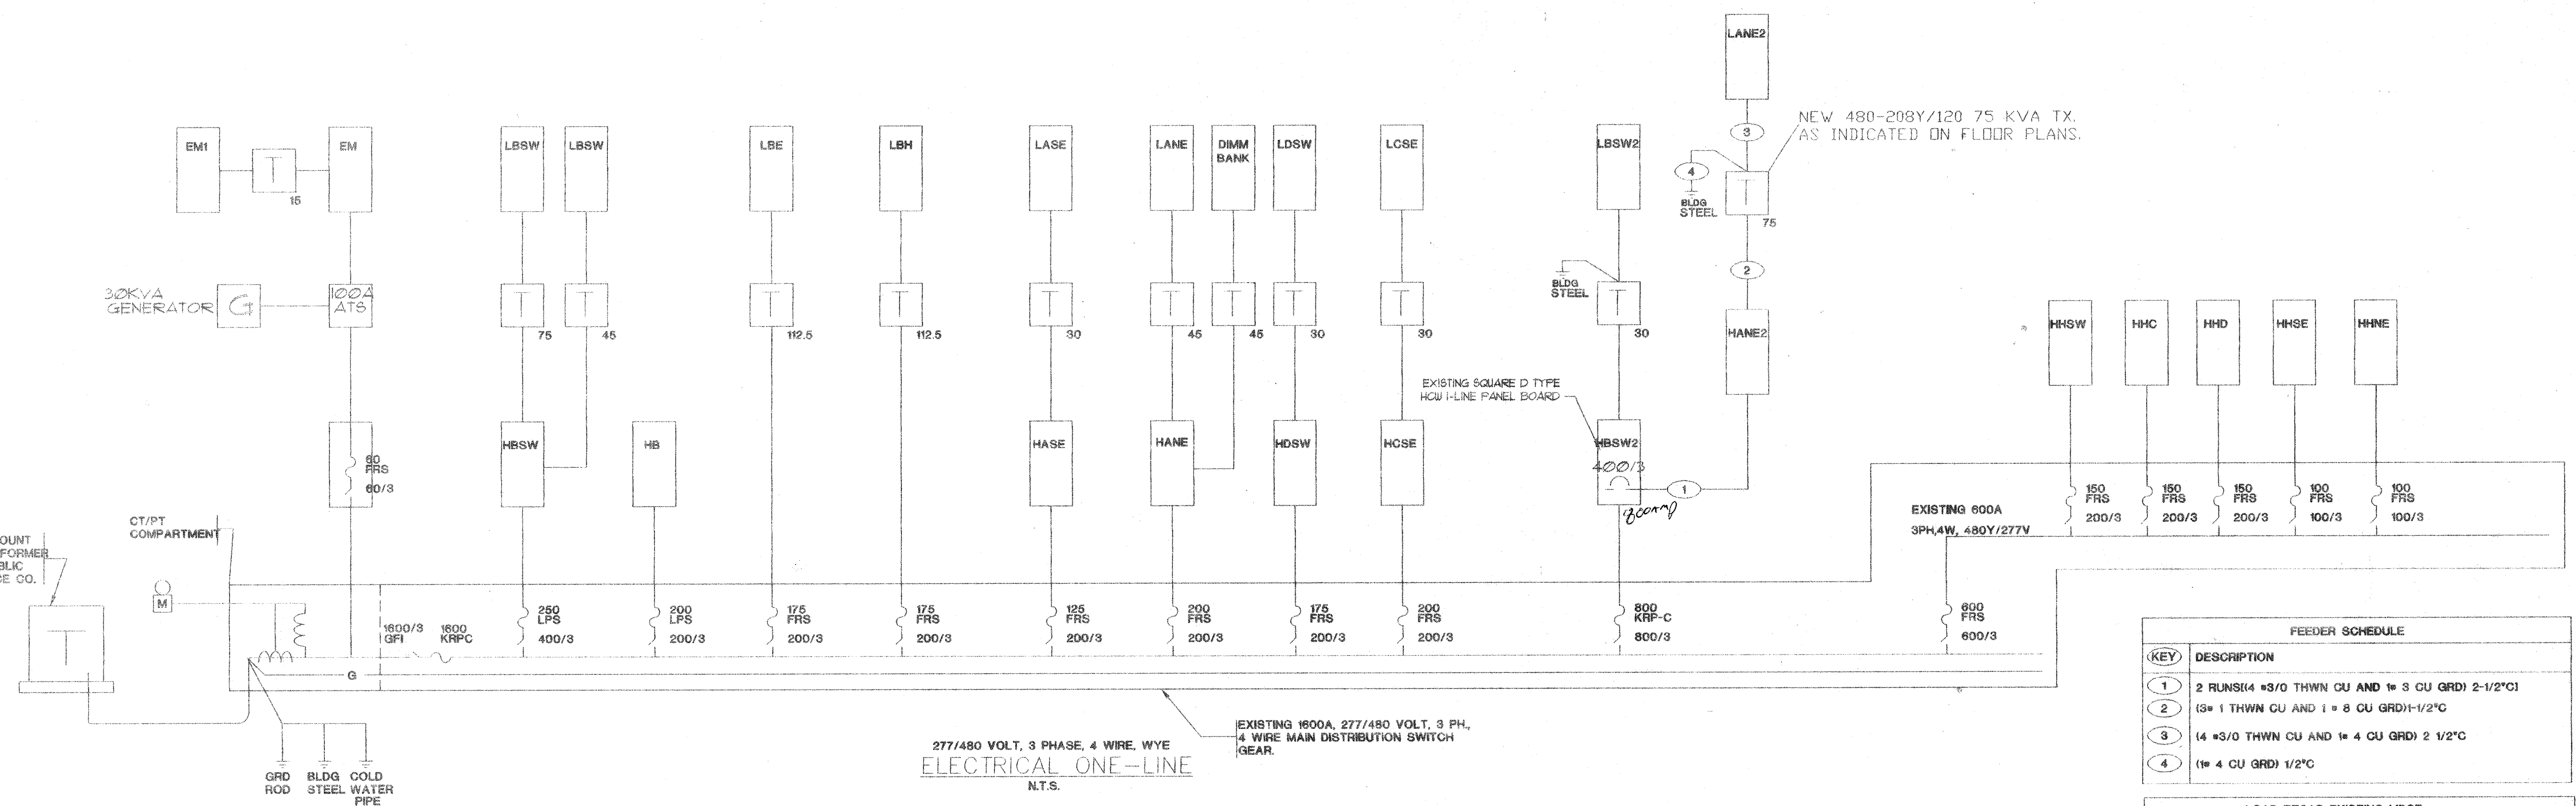 LANE2
NEW 480-208Y/120 75 KVA TX.
AS INDICATED ON FLOOR PLANS.
EM1
T
15
EM
LBSW
LBSW
LBE
LBH
LASE
LANE
DIMM
BANK
LDSW
LCSE
LBSW2
3
4
BLDG
STEEL
T
75
2
30KVA
GENERATOR
G
100A
ATS
T
75
T
45
T
112.5
T
112.5
T
30
T
45
T
45
T
30
T
30
BLDG
STEEL
T
30
HANE2
HHSW
HHC
HHD
HHSE
HHNE
EXISTING SQUARE D TYPE
HCW I-LINE PANEL BOARD
60
FRS
60/3
HBSW
HB
HASE
HANE
HDSW
HCSE
HBSW2
400/3
1
EXISTING 600A
3PH,4W, 480Y/277V
150
FRS
200/3
150
FRS
200/3
150
FRS
200/3
100
FRS
100/3
100
FRS
100/3
CT/PT
COMPARTMENT
OUNT
FORMER
BLIC
CE CO.
T
M
1600/3
GFI
1600
KRPC
250
LPS
400/3
200
LPS
200/3
175
FRS
200/3
175
FRS
200/3
125
FRS
200/3
200
FRS
200/3
175
FRS
200/3
200
FRS
200/3
800
KRP-C
800/3
600
FRS
600/3
G
GRD
ROD
BLDG
STEEL
COLD
WATER
PIPE
277/480 VOLT, 3 PHASE, 4 WIRE, WYE
ELECTRICAL ONE-LINE
N.T.S.
EXISTING 1600A, 277/480 VOLT, 3 PH.,
4 WIRE MAIN DISTRIBUTION SWITCH
GEAR.
FEEDER SCHEDULE
KEY DESCRIPTION
1 2 RUNS[(4 #3/0 THWN CU AND 1# 3 CU GRD) 2-1/2"C]
2 (3# 1 THWN CU AND 1 # 8 CU GRD)1-1/2"C
3 (4 #3/0 THWN CU AND 1# 4 CU GRD) 2 1/2"C
4 (1# 4 CU GRD) 1/2"C